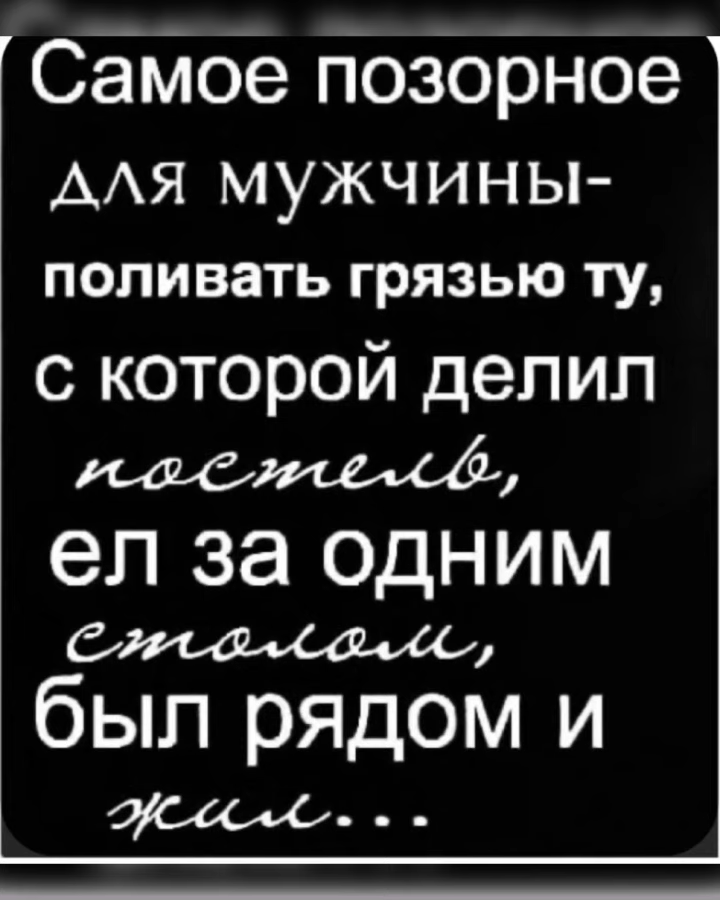 Самое позорное
для мужчины-
поливать грязью ту,
с которой делил
постель,
ел за одним
столом,
был рядом и
жил...